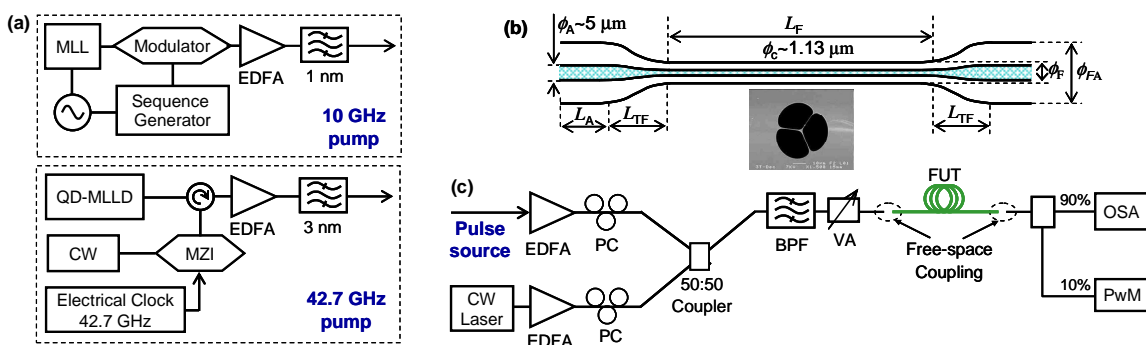 (a)
MLL
Modulator
EDFA
1 nm
Sequence
Generator
10 GHz
pump
QD-MLLD
EDFA
3 nm
CW
MZI
Electrical Clock
42.7 GHz
42.7 GHz
pump
(b)
ϕA~5 µm
LF
ϕc~1.13 µm
ϕF
ϕFA
LA
LTF
LTF
(c)
Pulse
source
EDFA
PC
CW
Laser
EDFA
PC
50:50
Coupler
BPF
VA
FUT
Free-space
Coupling
90%
OSA
10%
PwM